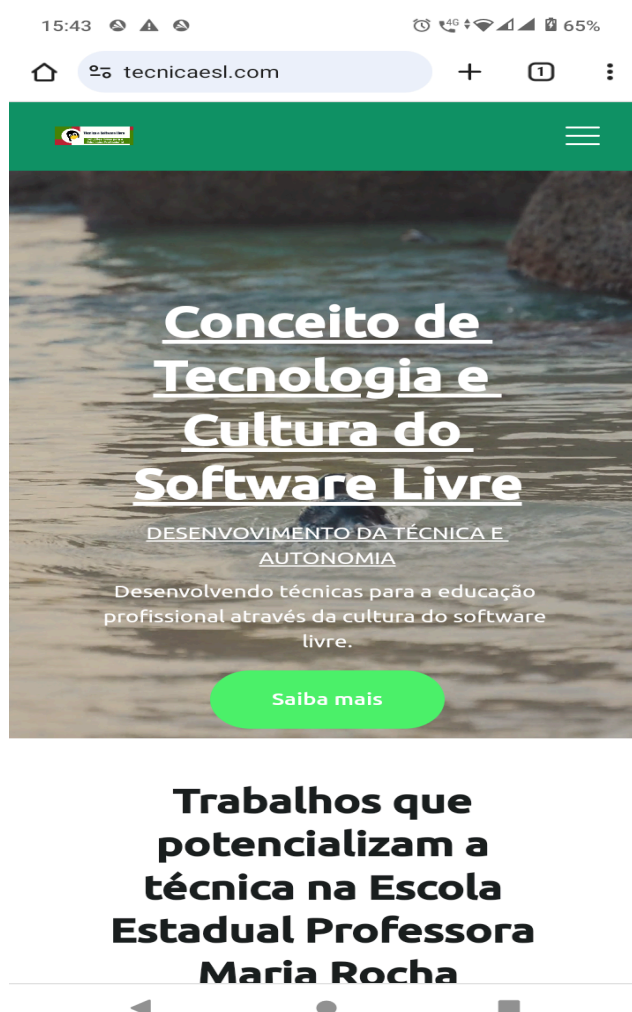 15:43
4G
65%
tecnicaesl.com
1
Conceito de
Tecnologia e
Cultura do
Software Livre
DESENVOVIMENTO DA TÉCNICA E
AUTONOMIA
Desenvolvendo técnicas para a educação
profissional através da cultura do software
livre.
Saiba mais
Trabalhos que
potencializam a
técnica na Escola
Estadual Professora
Maria Rocha